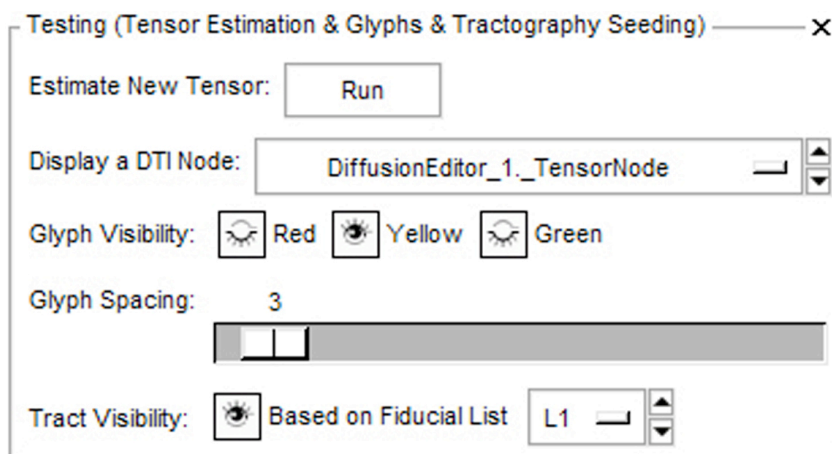 Testing (Tensor Estimation & Glyphs & Tractography Seeding)
Estimate New Tensor: Run
Display a DTI Node: DiffusionEditor_1._TensorNode
Glyph Visibility: Red Yellow Green
Glyph Spacing: 3
Tract Visibility: Based on Fiducial List L1